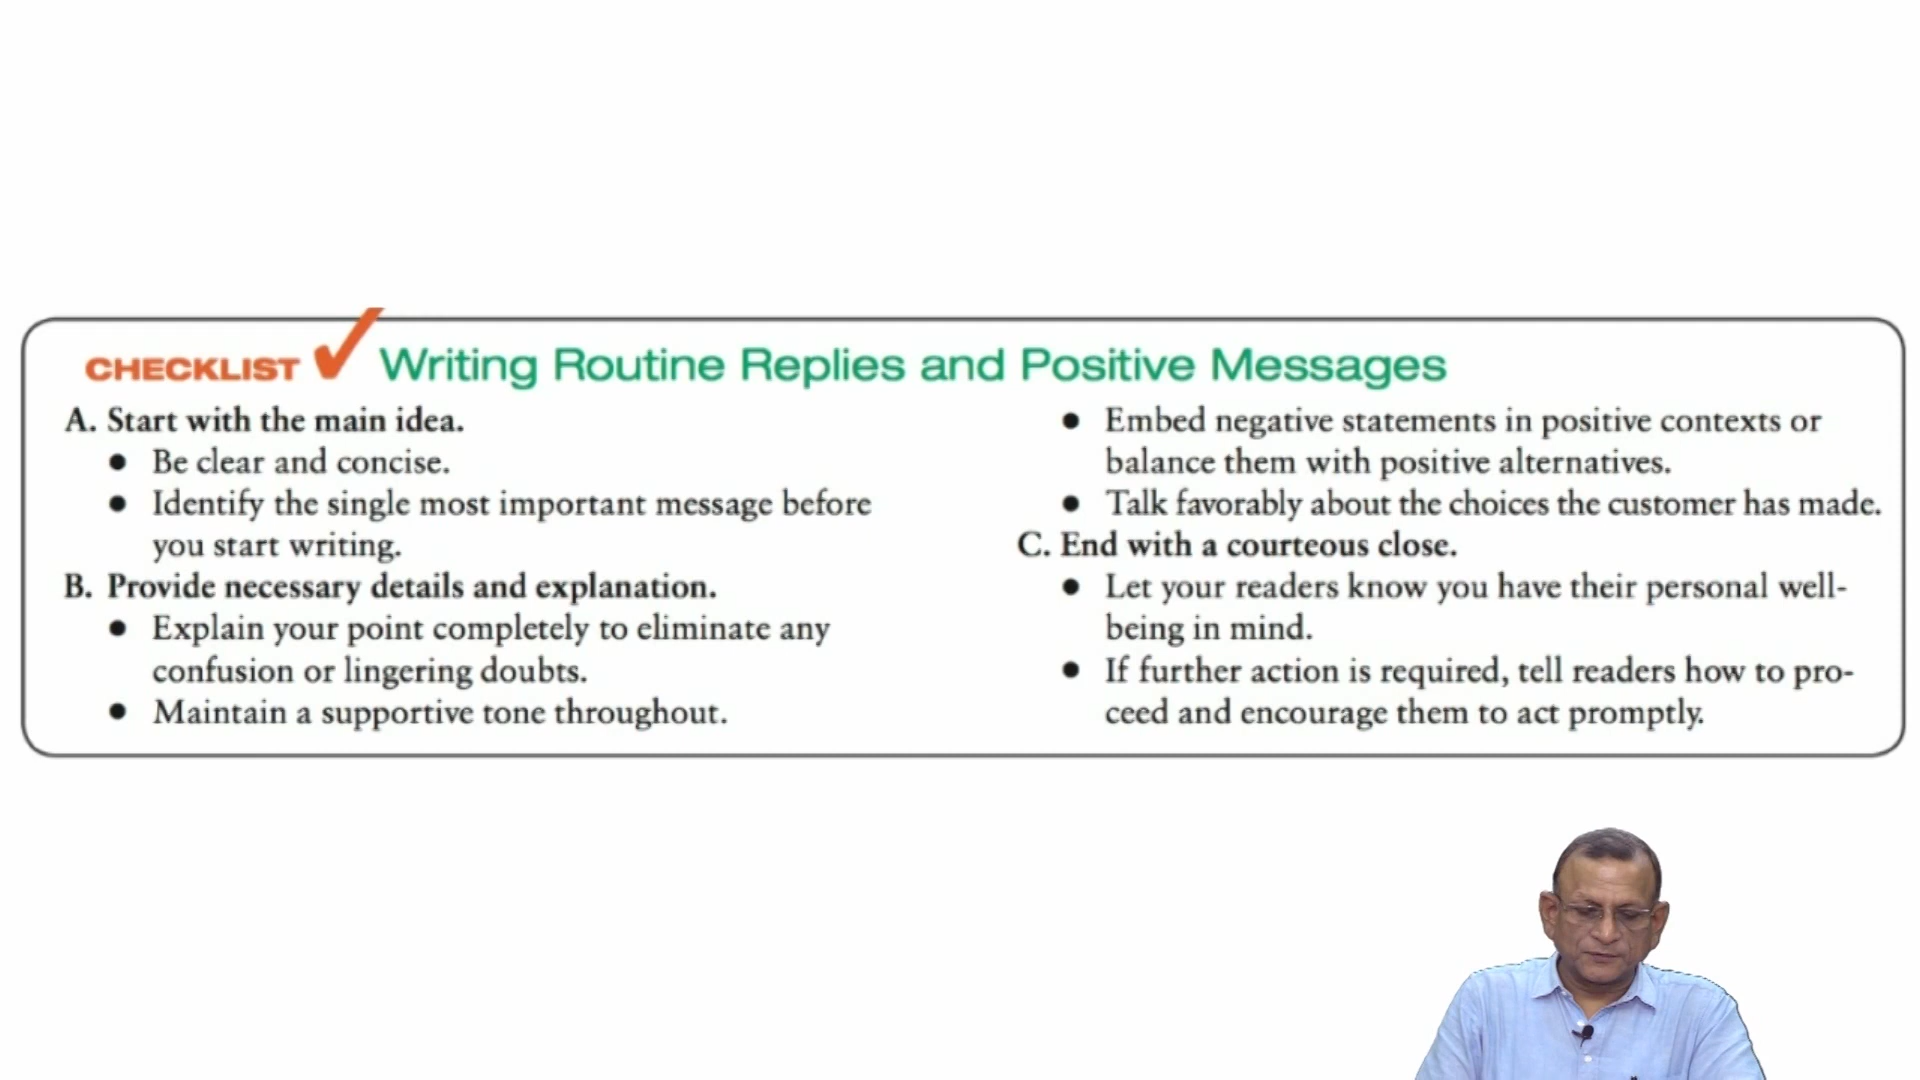 CHECKLIST Writing Routine Replies and Positive Messages
A. Start with the main idea.
● Be clear and concise.
● Identify the single most important message before
you start writing.
B. Provide necessary details and explanation.
● Explain your point completely to eliminate any
confusion or lingering doubts.
● Maintain a supportive tone throughout.
● Embed negative statements in positive contexts or
balance them with positive alternatives.
● Talk favorably about the choices the customer has made.
C. End with a courteous close.
● Let your readers know you have their personal well-
being in mind.
● If further action is required, tell readers how to pro-
ceed and encourage them to act promptly.